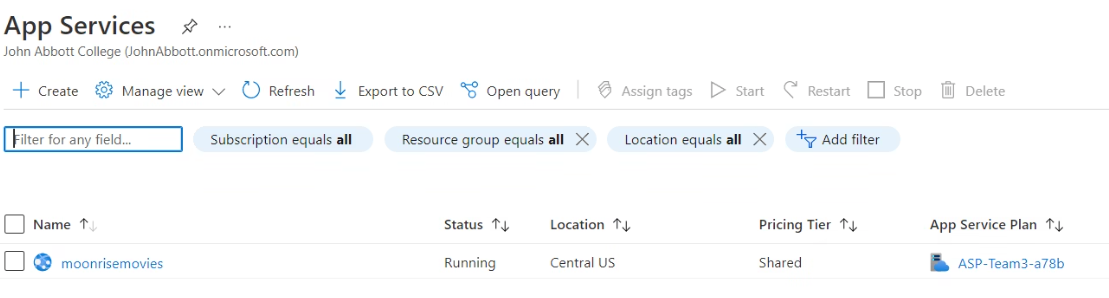 App Services
John Abbott College (JohnAbbott.onmicrosoft.com)
Create Manage view Refresh Export to CSV Open query Assign tags Start Restart Stop Delete
Filter for any field... Subscription equals all Resource group equals all Location equals all Add filter
Name Status Location Pricing Tier App Service Plan
moonrisemovies Running Central US Shared ASP-Team3-a78b